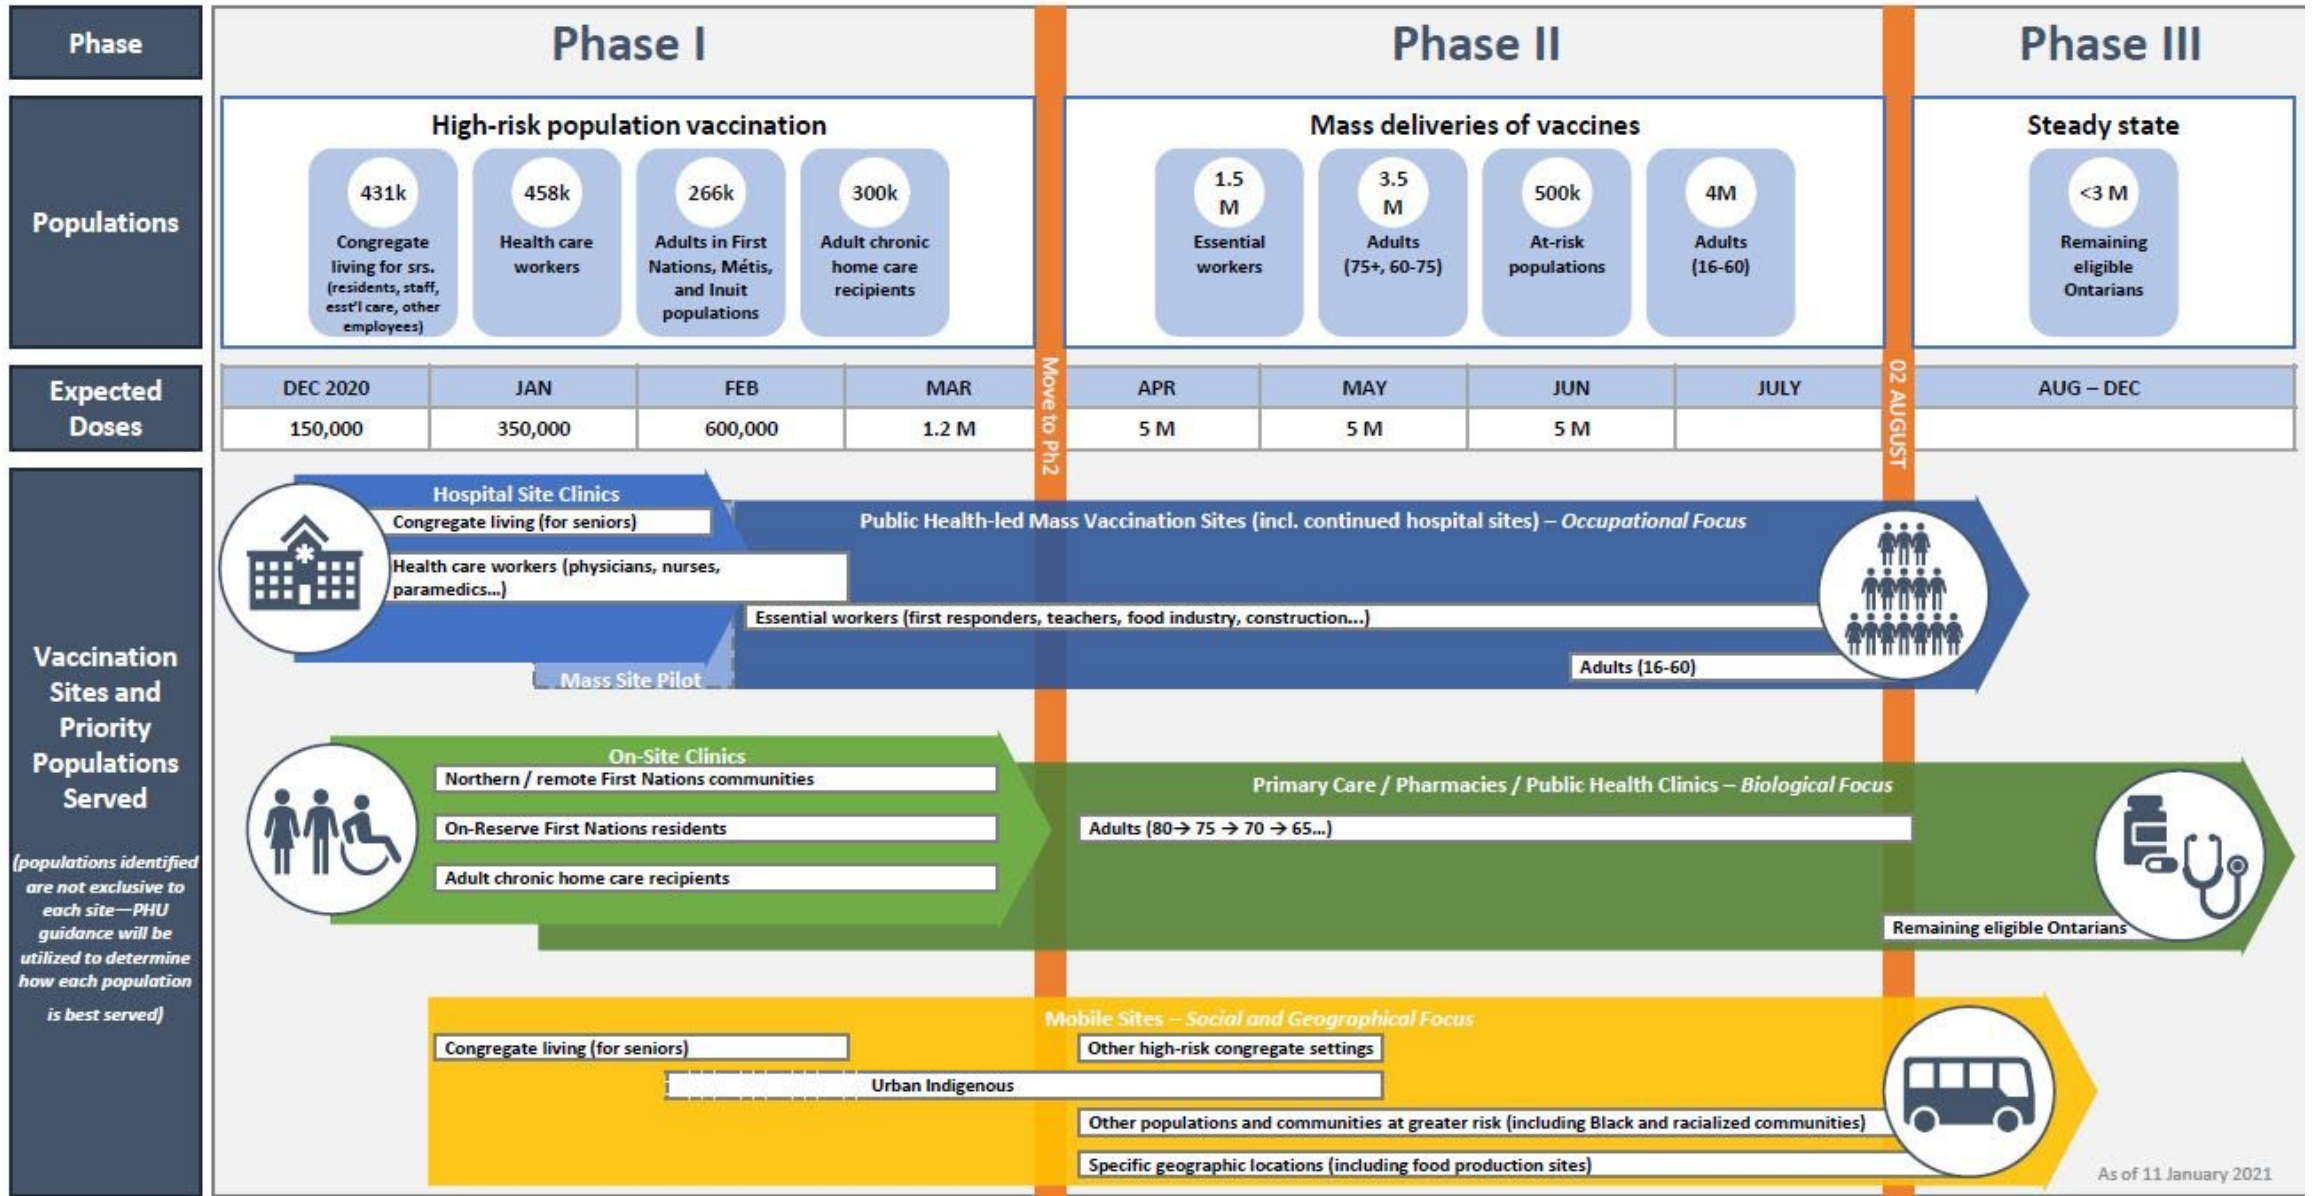 Phase
Phase I
Phase II
Phase III
Populations
High-risk population vaccination
431k
Congregate
living for srs.
(residents, staff,
esst'l care, other
employees)
458k
Health care
workers
266k
Adults in First
Nations, Métis,
and Inuit
populations
300k
Adult chronic
home care
recipients
Mass deliveries of vaccines
1.5
M
Essential
workers
3.5
M
Adults
(75+, 60-75)
500k
At-risk
populations
4M
Adults
(16-60)
Steady state
<3 M
Remaining
eligible
Ontarians
Expected
Doses
DEC 2020
JAN
FEB
MAR
APR
MAY
JUN
JULY
AUG – DEC
150,000
350,000
600,000
1.2 M
5 M
5 M
5 M
Move to Ph2
02 AUGUST
Vaccination
Sites and
Priority
Populations
Served
(populations identified
are not exclusive to
each site—PHU
guidance will be
utilized to determine
how each population
is best served)
Hospital Site Clinics
Congregate living (for seniors)
Health care workers (physicians, nurses,
paramedics...)
Mass Site Pilot
Public Health-led Mass Vaccination Sites (incl. continued hospital sites) – Occupational Focus
Essential workers (first responders, teachers, food industry, construction...)
Adults (16-60)
On-Site Clinics
Northern / remote First Nations communities
On-Reserve First Nations residents
Adult chronic home care recipients
Primary Care / Pharmacies / Public Health Clinics – Biological Focus
Adults (80→ 75 → 70 → 65...)
Remaining eligible Ontarians
Mobile Sites – Social and Geographical Focus
Congregate living (for seniors)
Other high-risk congregate settings
Urban Indigenous
Other populations and communities at greater risk (including Black and racialized communities)
Specific geographic locations (including food production sites)
As of 11 January 2021